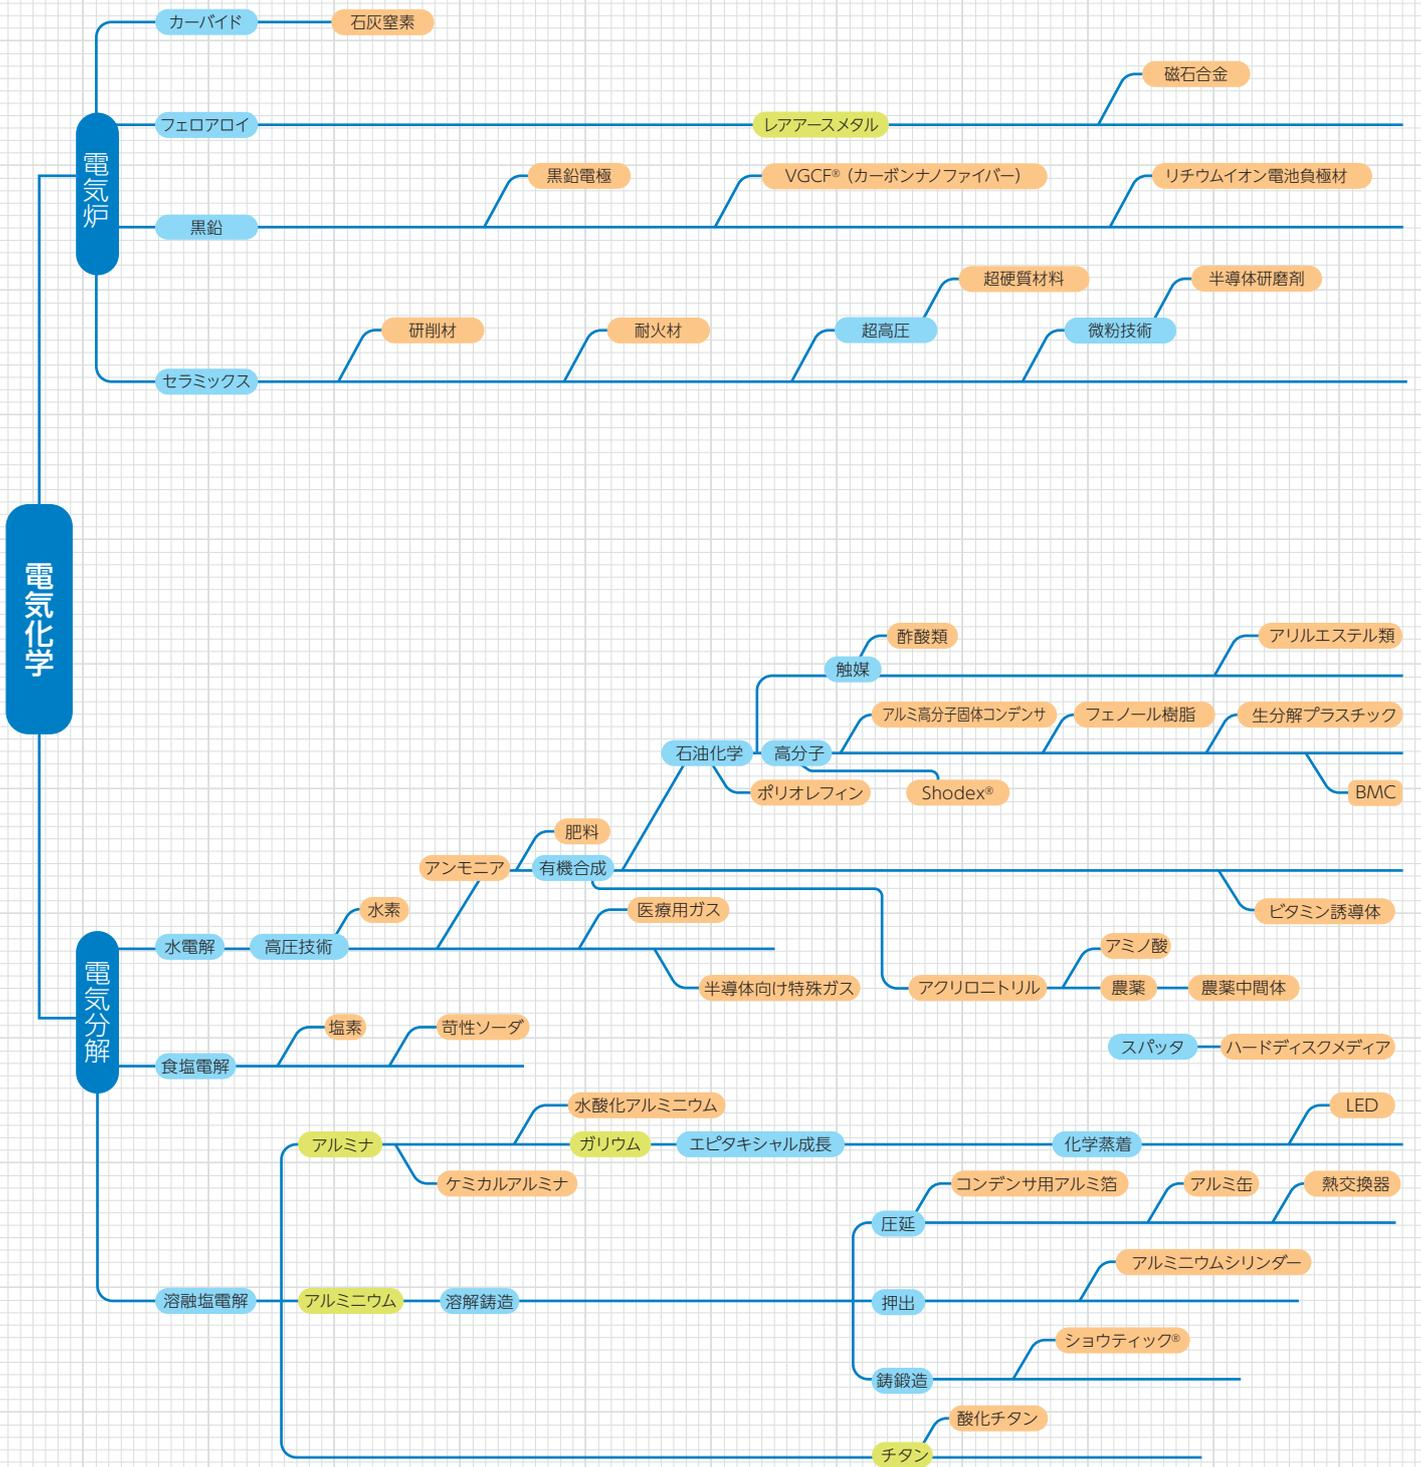 カーバイド
石灰窒素
磁石合金
フェロアロイ
レアアースメタル
電気炉
黒鉛電極
VGCF®（カーボンナノファイバー）
リチウムイオン電池負極材
黒鉛
超硬質材料
半導体研磨剤
研削材
耐火材
超高圧
微粉技術
セラミックス
電気化学
酢酸類
アリルエステル類
触媒
アルミ高分子固体コンデンサ
フェノール樹脂
生分解プラスチック
石油化学
高分子
ポリオレフィン
Shodex®
BMC
肥料
アンモニア
有機合成
水素
医療用ガス
ビタミン誘導体
水電解
高圧技術
アミノ酸
半導体向け特殊ガス
アクリロニトリル
農薬
農薬中間体
電気分解
塩素
苛性ソーダ
スパッタ
ハードディスクメディア
食塩電解
水酸化アルミニウム
LED
アルミナ
ガリウム
エピタキシャル成長
化学蒸着
ケミカルアルミナ
コンデンサ用アルミ箔
アルミ缶
熱交換器
圧延
アルミニウムシリンダー
溶融塩電解
アルミニウム
溶解鋳造
押出
ショウティック®
鋳鍛造
酸化チタン
チタン